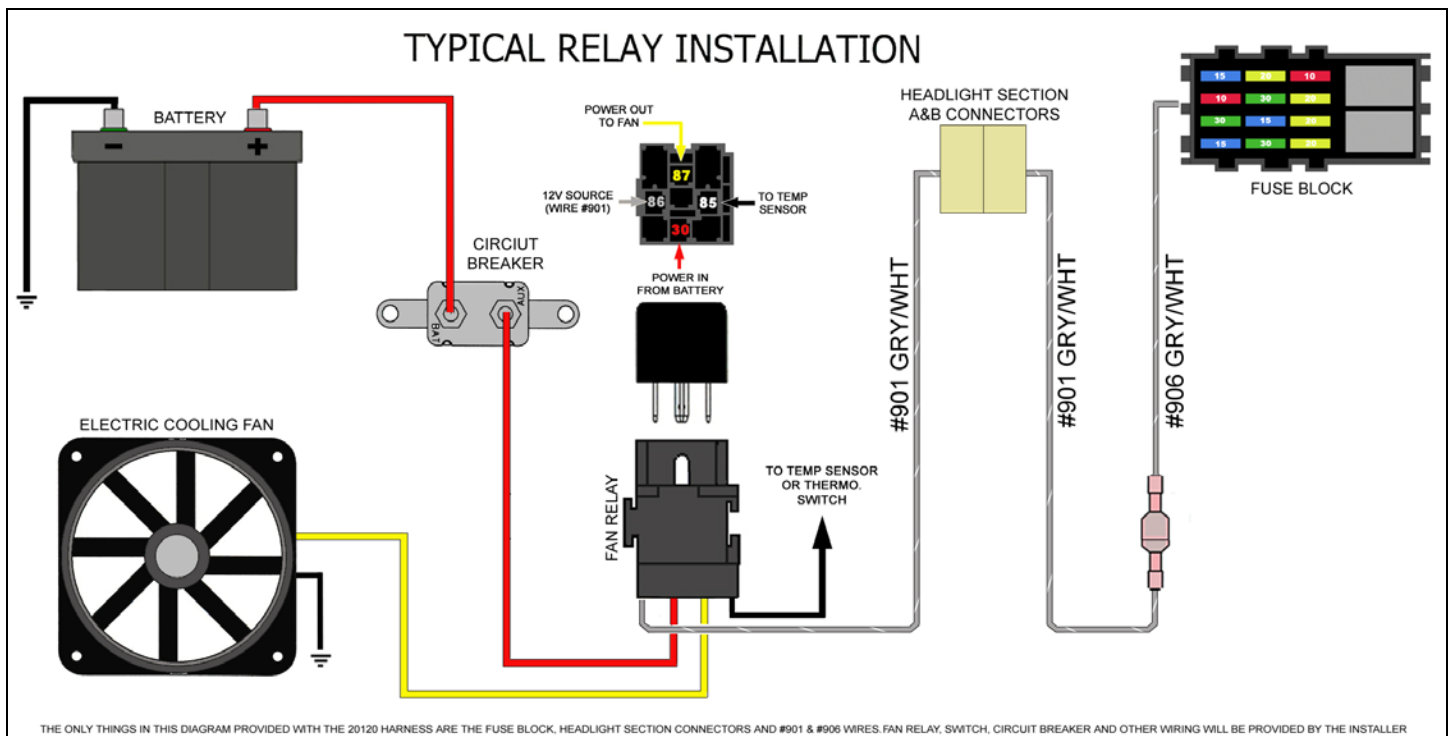 TYPICAL RELAY INSTALLATION
BATTERY
-
+
POWER OUT
TO FAN
87
86
85
30
12V SOURCE
(WIRE #901)
TO TEMP
SENSOR
POWER IN
FROM BATTERY
HEADLIGHT SECTION
A&B CONNECTORS
15 20 10
10 30 20
30 15 20
15 30 20
FUSE BLOCK
CIRCIUT
BREAKER
BAT
AUX
#901 GRY/WHT
#901 GRY/WHT
#906 GRY/WHT
ELECTRIC COOLING FAN
FAN RELAY
TO TEMP SENSOR
OR THERMO.
SWITCH
THE ONLY THINGS IN THIS DIAGRAM PROVIDED WITH THE 20120 HARNESS ARE THE FUSE BLOCK, HEADLIGHT SECTION CONNECTORS AND #901 & #906 WIRES. FAN RELAY, SWITCH, CIRCUIT BREAKER AND OTHER WIRING WILL BE PROVIDED BY THE INSTALLER